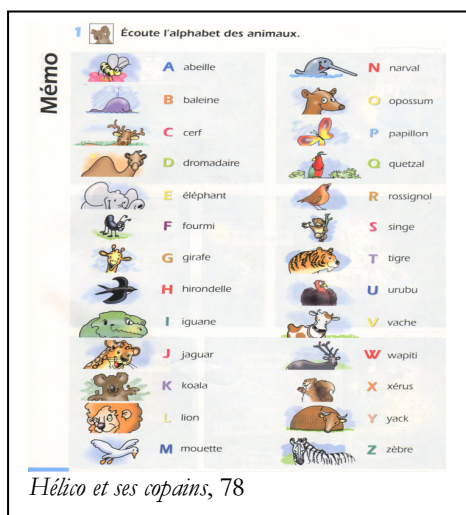 1 Écoute l'alphabet des animaux.
Mémo
A abeille
B baleine
C cerf
D dromadaire
E éléphant
F fourmi
G girafe
H hirondelle
I iguane
J jaguar
K koala
L lion
M mouette
N narval
O opossum
P papillon
Q quetzal
R rossignol
S singe
T tigre
U urubu
V vache
W wapiti
X xérus
Y yack
Z zèbre
Hélico et ses copains, 78